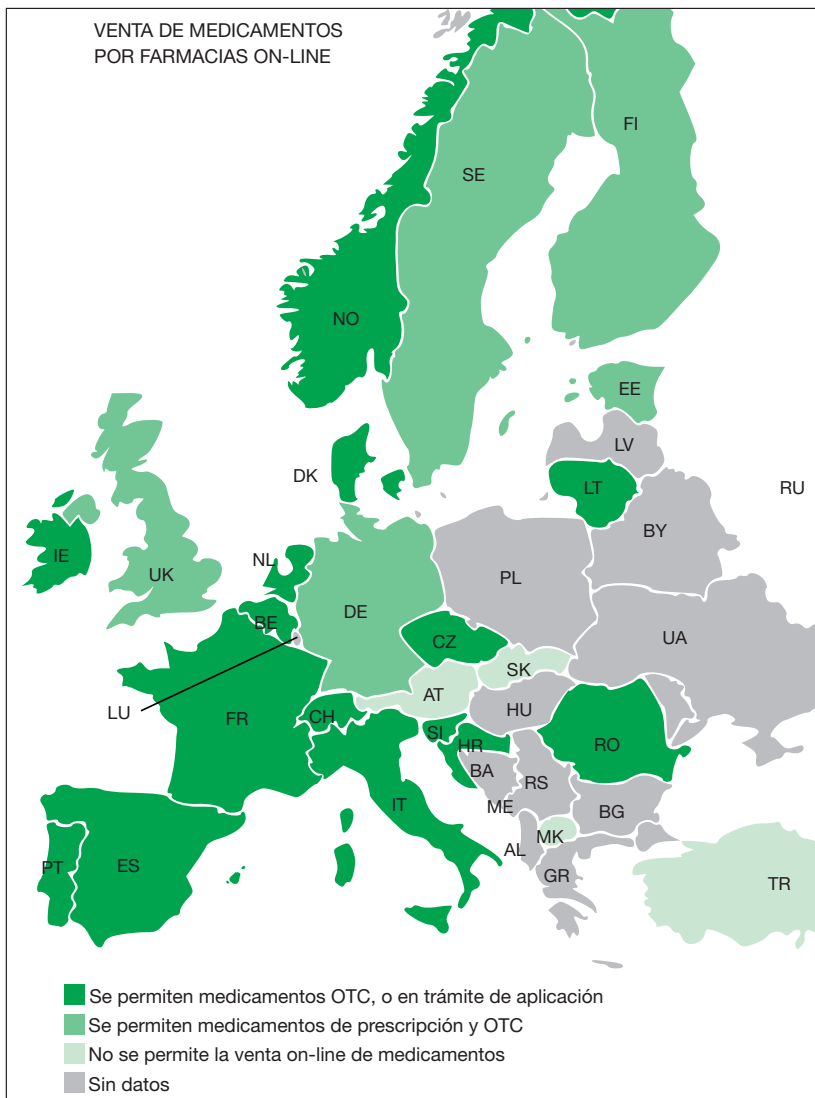 VENTA DE MEDICAMENTOS
POR FARMACIAS ON-LINE
FI
SE
NO
EE
LV
DK
LT
RU
BY
IE
NL
UK
PL
DE
BE
CZ
UA
SK
AT
LU
FR
CH
HU
SI
HR
RO
BA
RS
IT
ME
BG
MK
AL
PT
ES
GR
TR
Se permiten medicamentos OTC, o en trámite de aplicación
Se permiten medicamentos de prescripción y OTC
No se permite la venta on-line de medicamentos
Sin datos